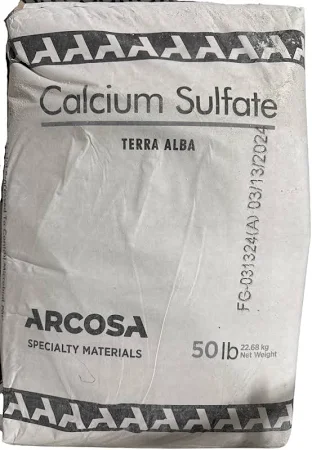 Calcium Sulfate
TERRA ALBA
FG-031324(A) 03/13/2024
ARCOSA
SPECIALTY MATERIALS
50 lb
22.68 kg
Net Weight